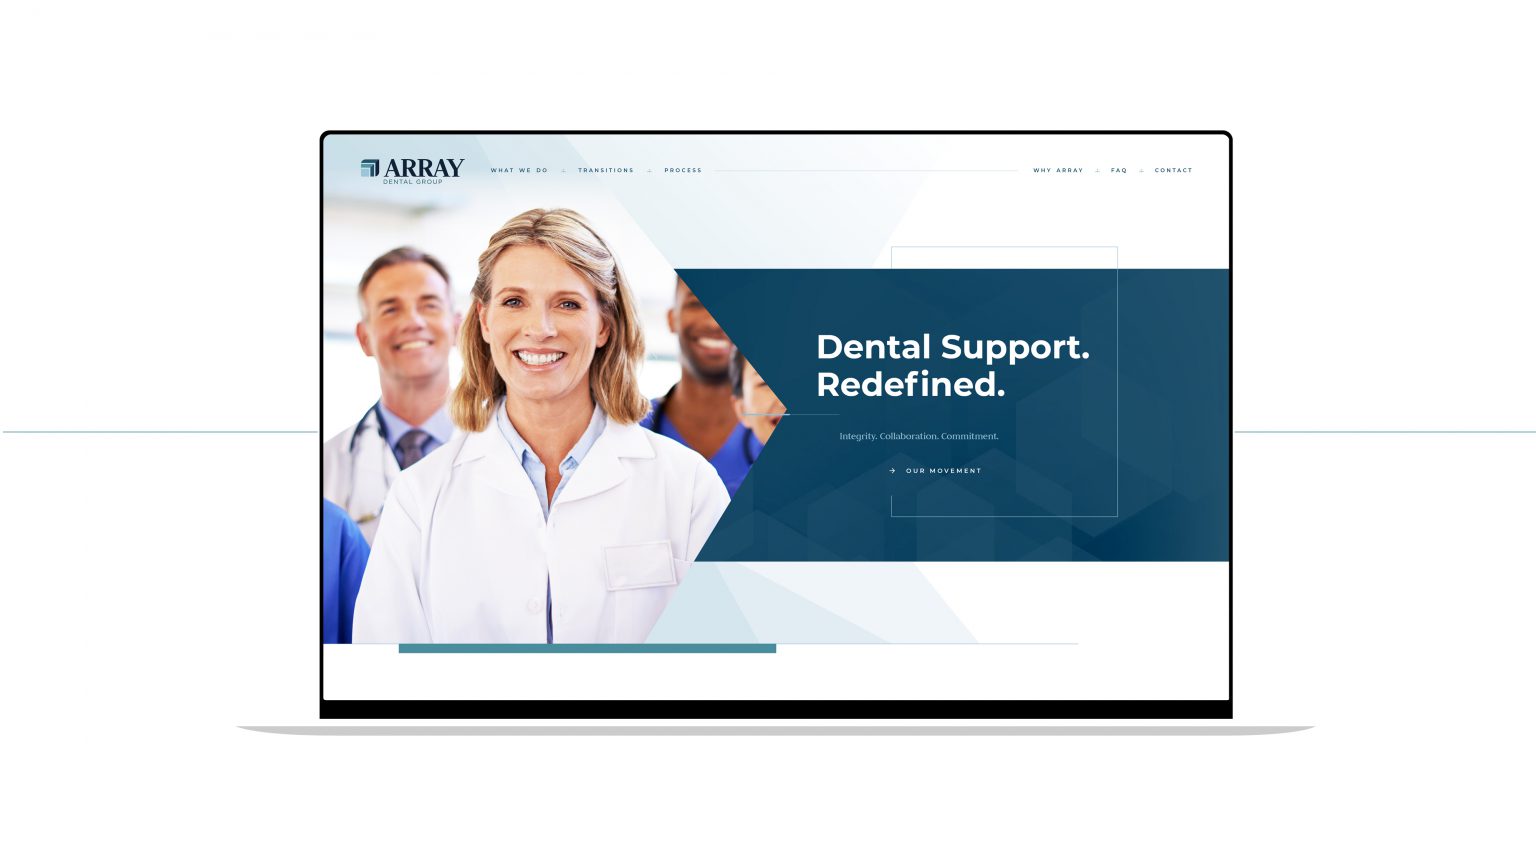 ARRAY
DENTAL GROUP
WHAT WE DO
TRANSITIONS
PROCESS
WHY ARRAY
FAQ
CONTACT
Dental Support.
Redefined.
Integrity. Collaboration. Commitment.
→ OUR MOVEMENT